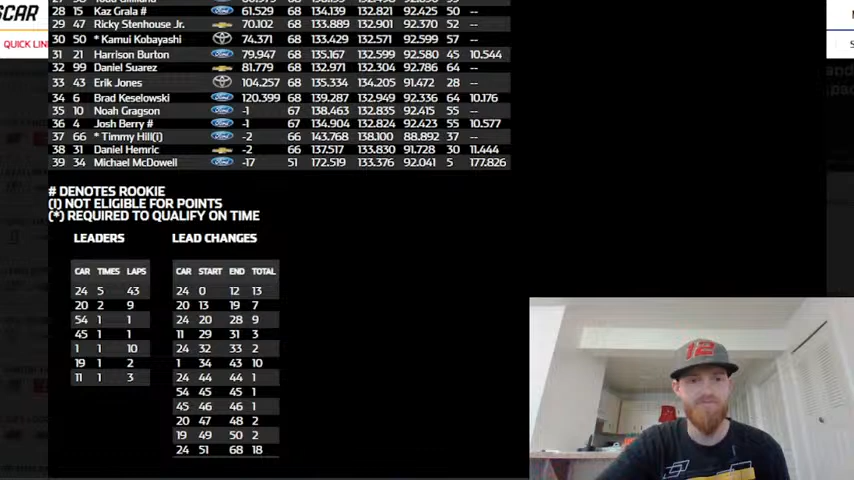 SCAR
QUICK LIN
28 15 Kaz Grala # 61.529 68 134.139 132.321 92.425 50 --
29 47 Ricky Stenhouse Jr. 70.102 68 133.889 132.901 92.370 52 --
30 50 * Kamui Kobayashi 74.371 68 133.429 132.571 92.599 57 --
31 21 Harrison Burton 79.947 68 135.167 132.599 92.580 45 10.544
32 99 Daniel Suarez 81.779 68 132.971 132.304 92.786 64 --
33 43 Erik Jones 104.257 68 135.334 134.205 91.472 28 --
34 6 Brad Keselowski 120.399 68 139.287 132.949 92.336 64 10.176
35 10 Noah Gragson -1 67 138.463 132.835 92.415 55 --
36 4 Josh Berry # -1 67 134.904 132.824 92.423 55 10.577
37 66 * Timmy Hill(i) -2 66 143.768 138.100 88.892 37 --
38 31 Daniel Hemric -2 66 137.517 133.830 91.728 30 11.444
39 34 Michael McDowell -17 51 172.519 133.376 92.041 5 177.826
# DENOTES ROOKIE
(I) NOT ELIGIBLE FOR POINTS
(*) REQUIRED TO QUALIFY ON TIME
LEADERS
CAR TIMES LAPS
24 5 43
20 2 9
54 1 1
45 1 1
1 1 10
19 1 2
11 1 3
LEAD CHANGES
CAR START END TOTAL
24 0 12 13
20 13 19 7
24 20 28 9
11 29 31 3
24 32 33 2
1 34 43 10
24 44 44 1
54 45 45 1
45 46 46 1
20 47 48 2
19 49 50 2
24 51 68 18
12